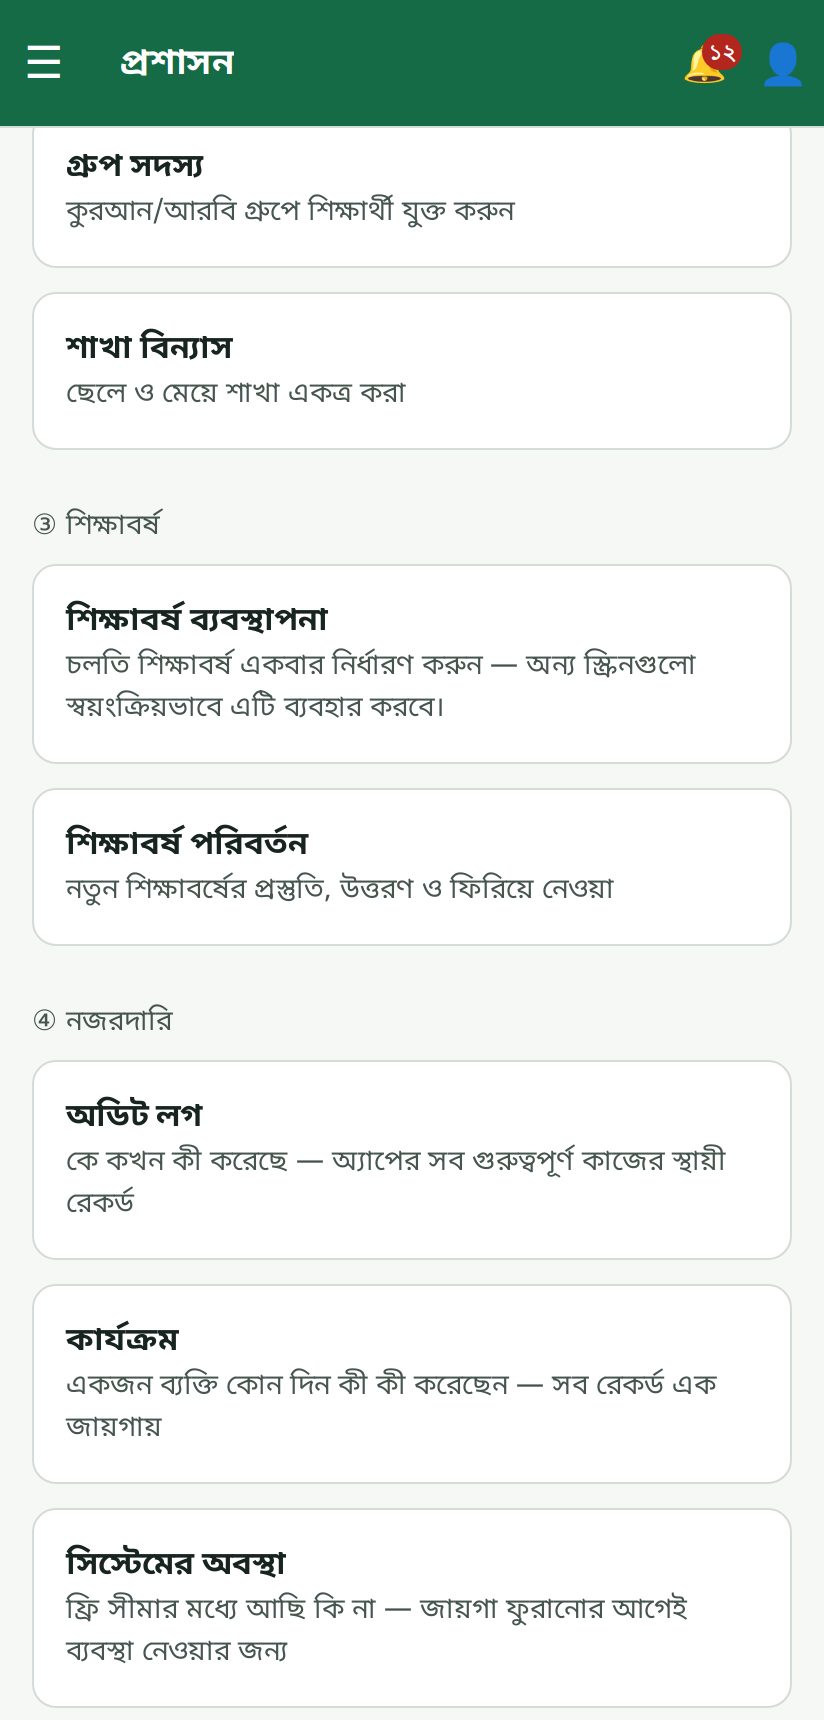 ☰ প্রশাসন ১২
গ্রুপ সদস্য
কুরআন/আরবি গ্রুপে শিক্ষার্থী যুক্ত করুন
শাখা বিন্যাস
ছেলে ও মেয়ে শাখা একত্র করা
③ শিক্ষাবর্ষ
শিক্ষাবর্ষ ব্যবস্থাপনা
চলতি শিক্ষাবর্ষ একবার নির্ধারণ করুন — অন্য স্ক্রিনগুলো
স্বয়ংক্রিয়ভাবে এটি ব্যবহার করবে।
শিক্ষাবর্ষ পরিবর্তন
নতুন শিক্ষাবর্ষের প্রস্তুতি, উত্তরণ ও ফিরিয়ে নেওয়া
④ নজরদারি
অডিট লগ
কে কখন কী করেছে — অ্যাপের সব গুরুত্বপূর্ণ কাজের স্থায়ী
রেকর্ড
কার্যক্রম
একজন ব্যক্তি কোন দিন কী কী করেছেন — সব রেকর্ড এক
জায়গায়
সিস্টেমের অবস্থা
ফ্রি সীমার মধ্যে আছি কি না — জায়গা ফুরানোর আগেই
ব্যবস্থা নেওয়ার জন্য